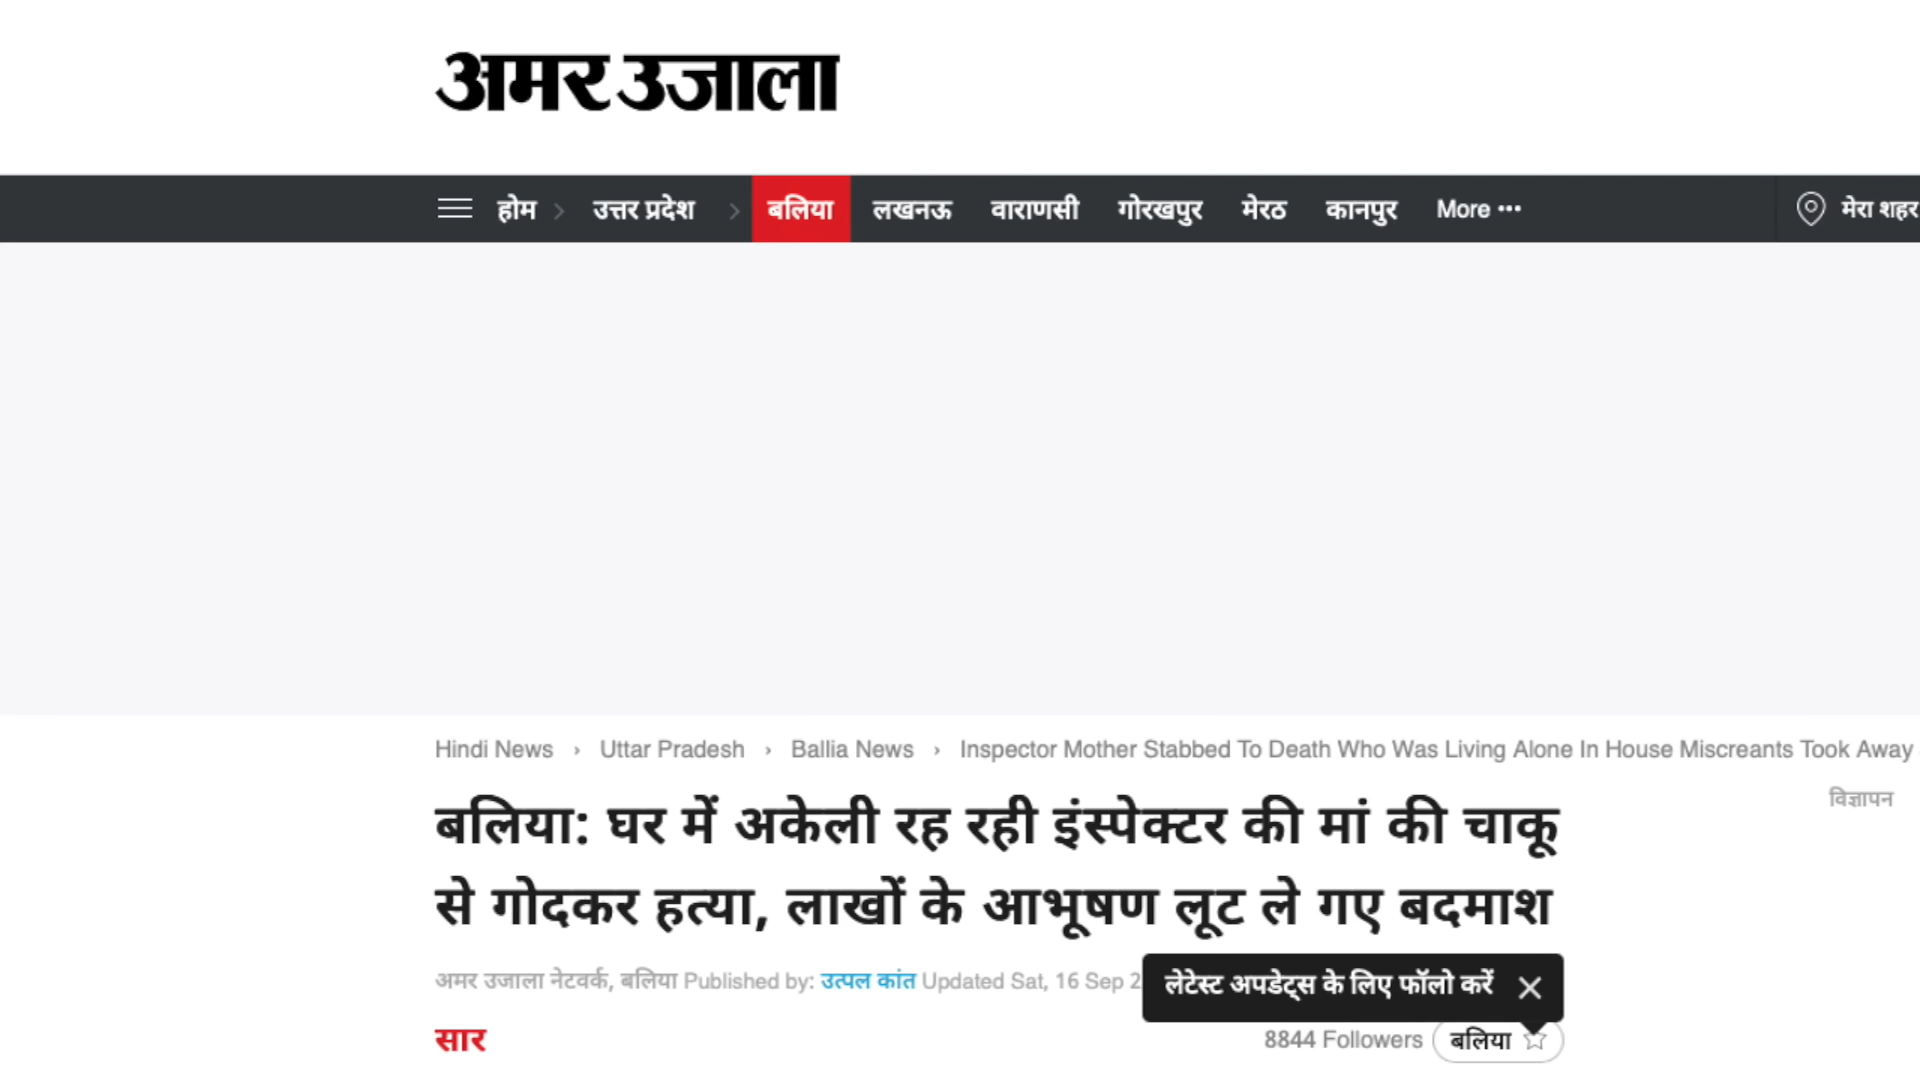 अमर उजाला
होम > उत्तर प्रदेश > बलिया लखनऊ वाराणसी गोरखपुर मेरठ कानपुर More ••• मेरा शहर
Hindi News › Uttar Pradesh › Ballia News › Inspector Mother Stabbed To Death Who Was Living Alone In House Miscreants Took Away
विज्ञापन
बलिया: घर में अकेली रह रही इंस्पेक्टर की मां की चाकू
से गोदकर हत्या, लाखों के आभूषण लूट ले गए बदमाश
अमर उजाला नेटवर्क, बलिया Published by: उत्पल कांत Updated Sat, 16 Sep 2
लेटेस्ट अपडेट्स के लिए फॉलो करें
सार
8844 Followers बलिया